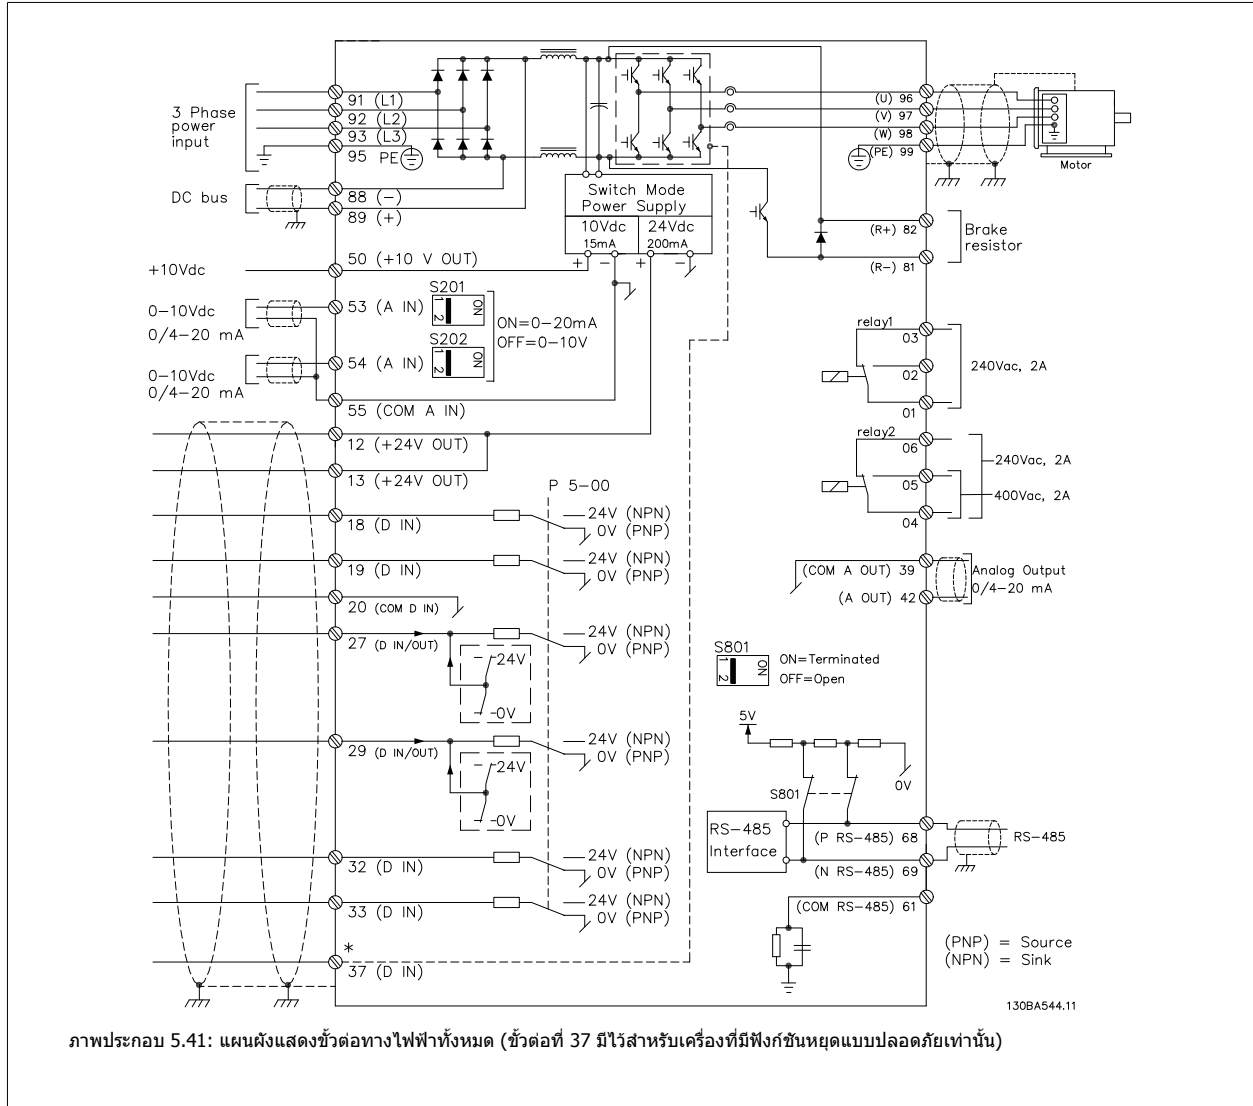 3 Phase
power
input
91 (L1)
92 (L2)
93 (L3)
95 PE
DC bus
88 (−)
89 (+)
+10Vdc
50 (+10 V OUT)
0−10Vdc
0/4−20 mA
53 (A IN)
S201
1 2
ON
ON=0−20mA
OFF=0−10V
S202
1 2
ON
0−10Vdc
0/4−20 mA
54 (A IN)
55 (COM A IN)
12 (+24V OUT)
13 (+24V OUT)
P 5-00
18 (D IN)
24V (NPN)
0V (PNP)
19 (D IN)
24V (NPN)
0V (PNP)
20 (COM D IN)
27 (D IN/OUT)
24V (NPN)
0V (PNP)
24V
0V
29 (D IN/OUT)
24V (NPN)
0V (PNP)
24V
0V
32 (D IN)
24V (NPN)
0V (PNP)
33 (D IN)
24V (NPN)
0V (PNP)
*
37 (D IN)
Switch Mode
Power Supply
10Vdc
15mA
24Vdc
200mA
+ − + −
(U) 96
(V) 97
(W) 98
(PE) 99
Motor
(R+) 82
Brake
resistor
(R−) 81
relay1
03
02
01
240Vac, 2A
relay2
06
05
04
240Vac, 2A
400Vac, 2A
(COM A OUT) 39
(A OUT) 42
Analog Output
0/4−20 mA
S801
1 2
ON
ON=Terminated
OFF=Open
5V
S801
0V
RS−485
Interface
(P RS−485) 68
(N RS−485) 69
RS−485
(COM RS−485) 61
(PNP) = Source
(NPN) = Sink
130BA544.11
ภาพประกอบ 5.41: แผนผังแสดงขั้วต่อทางไฟฟ้าทั้งหมด (ขั้วต่อที่ 37 มีไว้สำหรับเครื่องที่มีฟังก์ชันหยุดแบบปลอดภัยเท่านั้น)